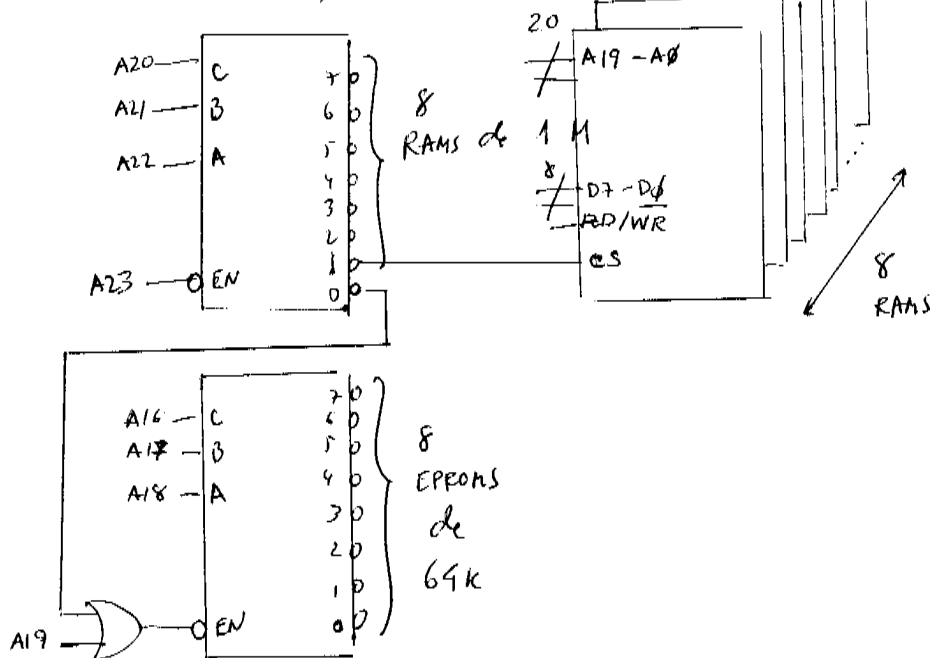 20
A20
A21
A22
A23
C
B
A
EN
7
6
5
4
3
2
1
0
8
RAMS de 1 M
A19 - AØ
8
D7 - DØ
RD/WR
CS
8
RAMS
A16
A17
A18
A19
C
B
A
EN
7
6
5
4
3
2
1
0
8
EPROMS
de
64K